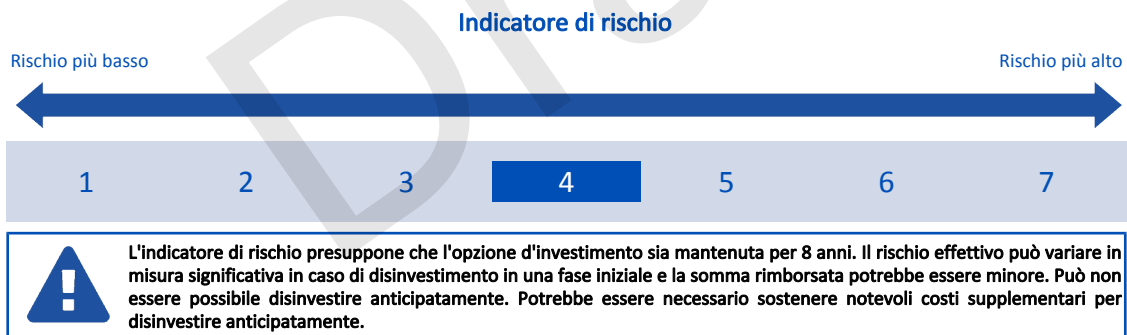 Indicatore di rischio
Rischio più basso
Rischio più alto
1 2 3 4 5 6 7
L'indicatore di rischio presuppone che l'opzione d'investimento sia mantenuta per 8 anni. Il rischio effettivo può variare in
misura significativa in caso di disinvestimento in una fase iniziale e la somma rimborsata potrebbe essere minore. Può non
essere possibile disinvestire anticipatamente. Potrebbe essere necessario sostenere notevoli costi supplementari per
disinvestire anticipatamente.